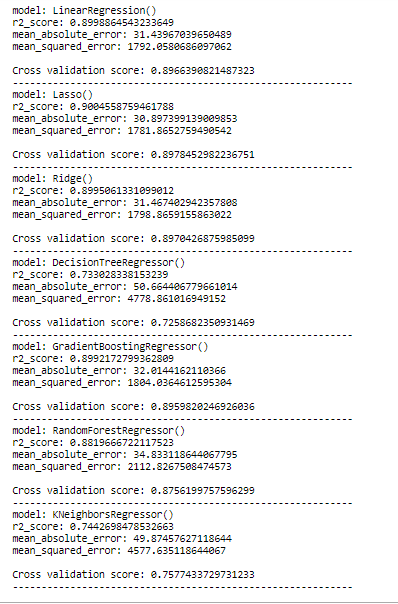 model: LinearRegression()
r2_score: 0.8998864543233649
mean_absolute_error: 31.43967039650489
mean_squared_error: 1792.0580686097062
Cross validation score: 0.8966390821487323
------------------------------------------------------
model: Lasso()
r2_score: 0.9004558759461788
mean_absolute_error: 30.897399139009853
mean_squared_error: 1781.8652759490542
Cross validation score: 0.8978452982236751
------------------------------------------------------
model: Ridge()
r2_score: 0.8995061331099012
mean_absolute_error: 31.467402942357808
mean_squared_error: 1798.8659155863022
Cross validation score: 0.8970426875985099
------------------------------------------------------
model: DecisionTreeRegressor()
r2_score: 0.733028338153239
mean_absolute_error: 50.664406779661014
mean_squared_error: 4778.861016949152
Cross validation score: 0.7258682350931469
------------------------------------------------------
model: GradientBoostingRegressor()
r2_score: 0.8992172799362809
mean_absolute_error: 32.0144162110366
mean_squared_error: 1804.0364612595304
Cross validation score: 0.8959820246926036
------------------------------------------------------
model: RandomForestRegressor()
r2_score: 0.8819666722117523
mean_absolute_error: 34.833118644067795
mean_squared_error: 2112.8267508474573
Cross validation score: 0.8756199757596299
------------------------------------------------------
model: KNeighborsRegressor()
r2_score: 0.7442698478532663
mean_absolute_error: 49.87457627118644
mean_squared_error: 4577.635118644067
Cross validation score: 0.7577433729731233
------------------------------------------------------